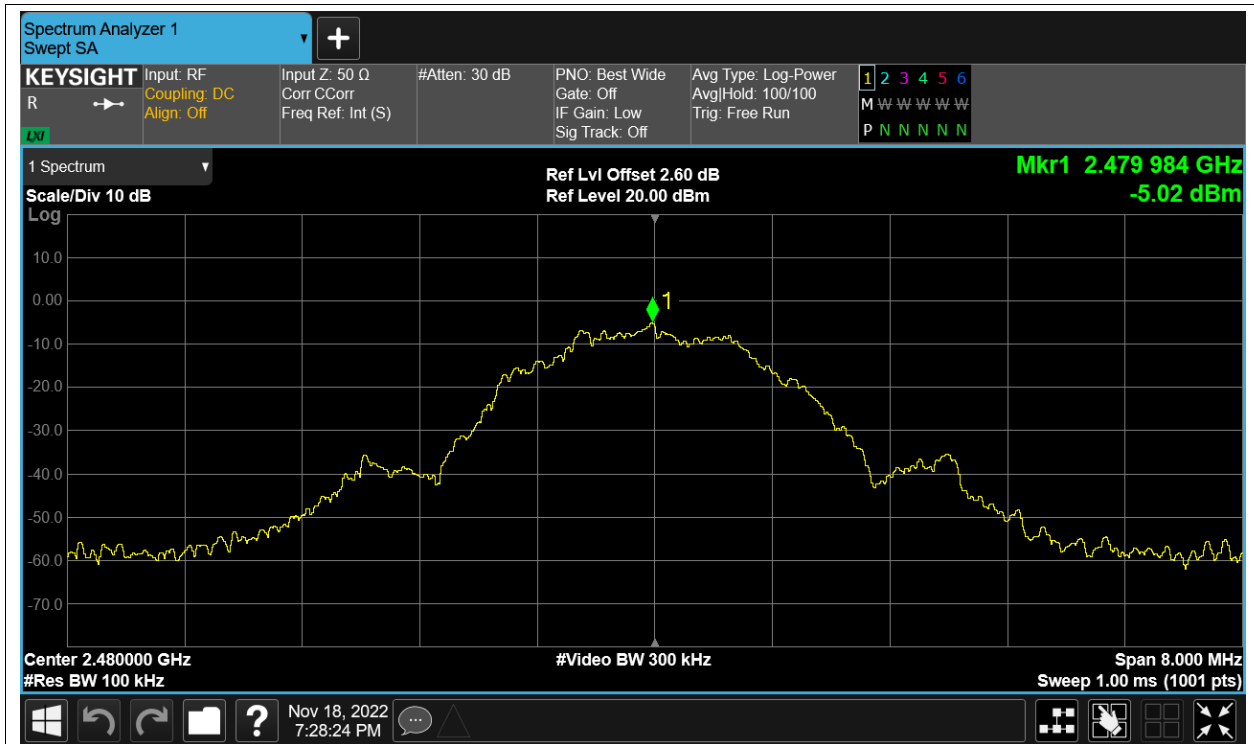 Spectrum Analyzer 1
Swept SA
KEYSIGHT
R
LXI
Input: RF
Coupling: DC
Align: Off
Input Z: 50 Ω
Corr CCorr
Freq Ref: Int (S)
#Atten: 30 dB
PNO: Best Wide
Gate: Off
IF Gain: Low
Sig Track: Off
Avg Type: Log-Power
Avg|Hold: 100/100
Trig: Free Run
1 2 3 4 5 6
M W W W W W
P N N N N N
1 Spectrum
Scale/Div 10 dB
Ref Lvl Offset 2.60 dB
Ref Level 20.00 dBm
Mkr1 2.479 984 GHz
-5.02 dBm
Log
10.0
0.00
-10.0
-20.0
-30.0
-40.0
-50.0
-60.0
-70.0
1
Center 2.480000 GHz
#Res BW 100 kHz
#Video BW 300 kHz
Span 8.000 MHz
Sweep 1.00 ms (1001 pts)
?
Nov 18, 2022
7:28:24 PM